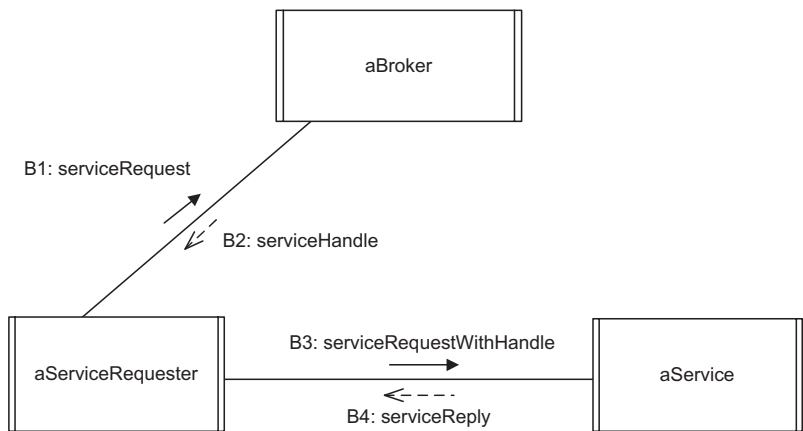 aBroker
B1: serviceRequest
B2: serviceHandle
B3: serviceRequestWithHandle
aServiceRequester
aService
B4: serviceReply